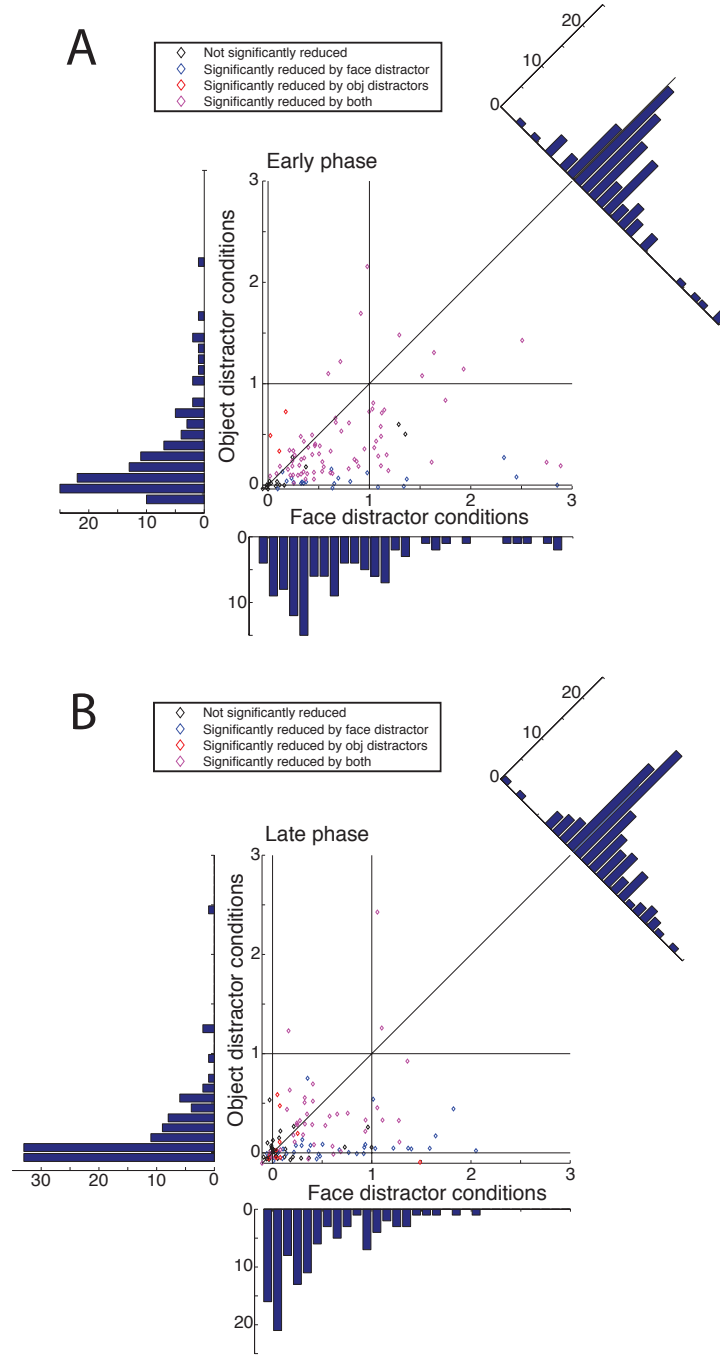 A
Not significantly reduced
Significantly reduced by face distractor
Significantly reduced by obj distractors
Significantly reduced by both
20
10
0
Early phase
3
2
1
0
Object distractor conditions
0 1 2 3
Face distractor conditions
20 10 0
0
10
B
Not significantly reduced
Significantly reduced by face distractor
Significantly reduced by obj distractors
Significantly reduced by both
20
10
0
Late phase
3
2
1
0
Object distractor conditions
0 1 2 3
Face distractor conditions
30 20 10 0
0
10
20